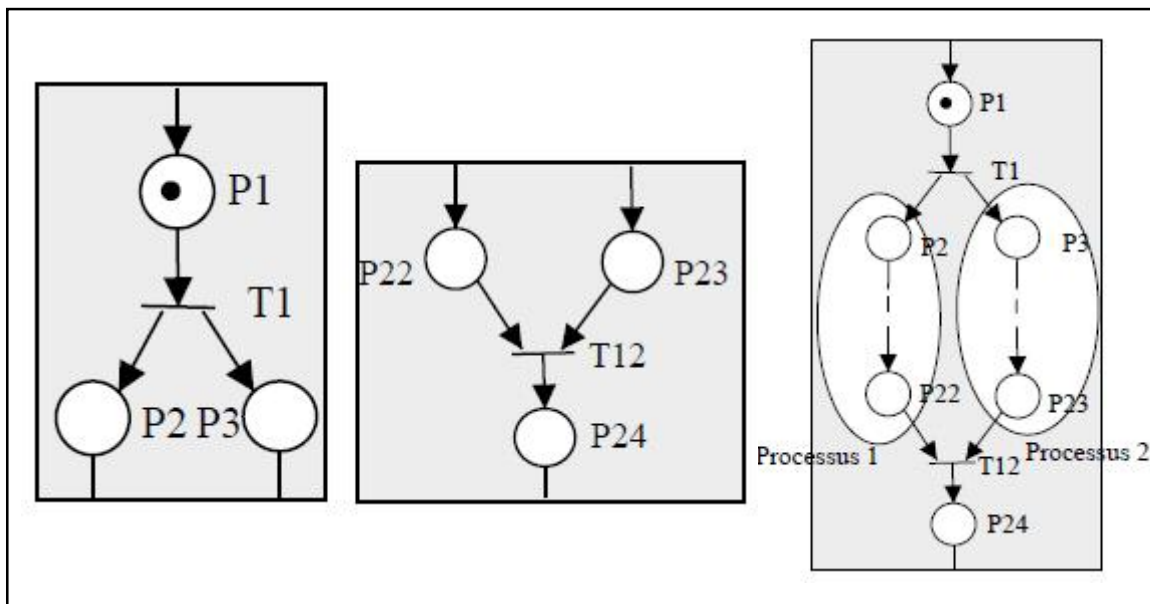 P1
T1
P2 P3
P22 P23
T12
P24
P1
T1
P2 P3
P22 P23
Processus 1 T12 Processus 2
P24